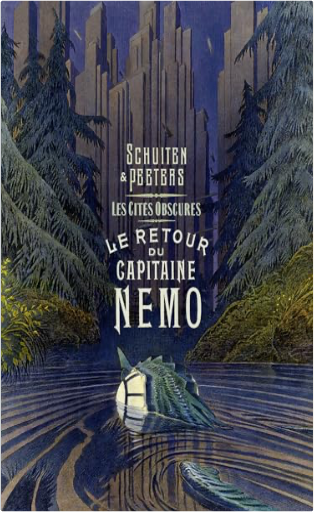 SCHUITEN
& PEETERS
LES CITÉS OBSCURES
LE RETOUR
DU
CAPITAINE
NEMO